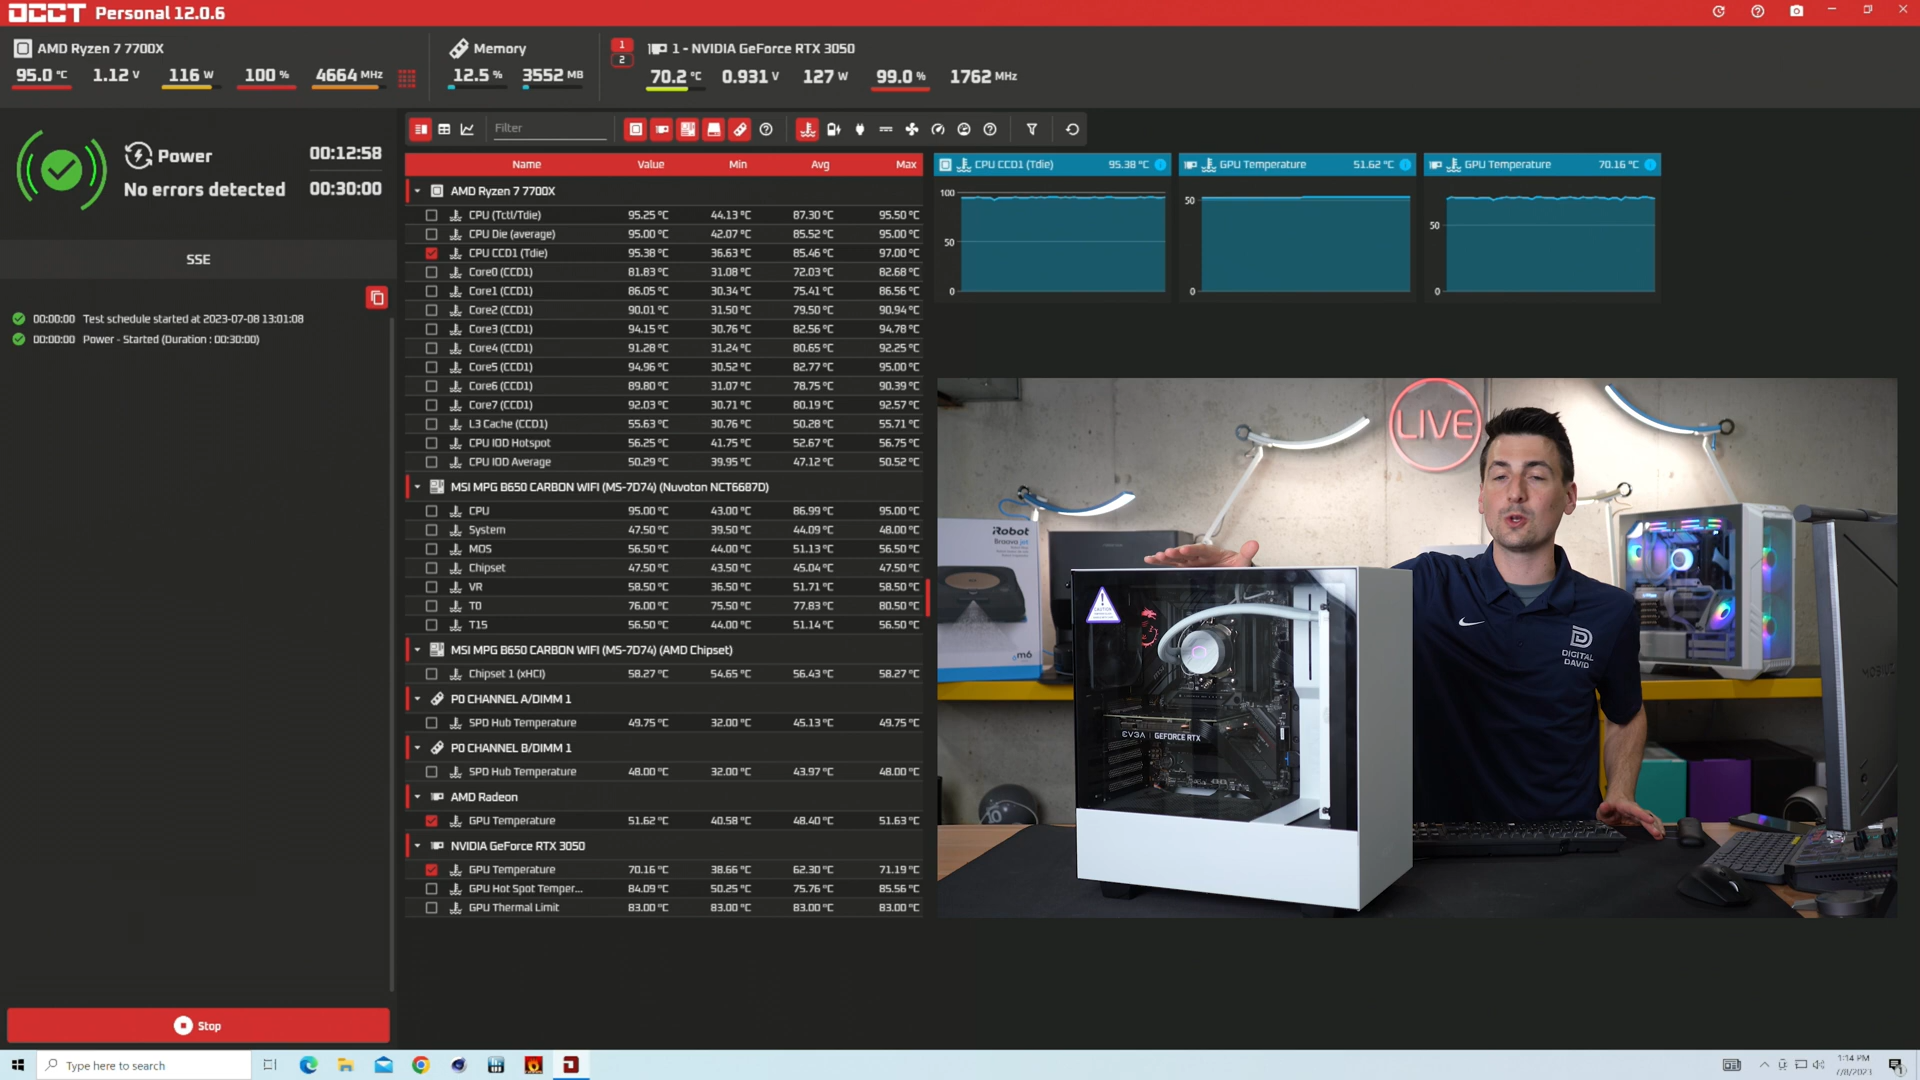 OCCT Personal 12.0.6
AMD Ryzen 7 7700X
95.0 °C 1.12 V 116 W 100 % 4664 MHz
Memory
12.5 % 3552 MB
1
2
1 - NVIDIA GeForce RTX 3050
70.2 °C 0.931 V 127 W 99.0 % 1762 MHz
Power 00:12:58
No errors detected 00:30:00
SSE
00:00:00 Test schedule started at 2023-07-08 13:01:08
00:00:00 Power - Started (Duration : 00:30:00)
Stop
Filter
Name Value Min Avg Max
AMD Ryzen 7 7700X
CPU (Tctl/Tdie) 95.25 °C 44.13 °C 87.30 °C 95.50 °C
CPU Die (average) 95.00 °C 42.07 °C 85.52 °C 95.00 °C
CPU CCD1 (Tdie) 95.38 °C 36.63 °C 85.46 °C 97.00 °C
Core0 (CCD1) 81.83 °C 31.08 °C 72.03 °C 82.68 °C
Core1 (CCD1) 86.05 °C 30.34 °C 75.41 °C 86.56 °C
Core2 (CCD1) 90.01 °C 31.50 °C 79.50 °C 90.94 °C
Core3 (CCD1) 94.15 °C 30.76 °C 82.56 °C 94.78 °C
Core4 (CCD1) 91.28 °C 31.24 °C 80.65 °C 92.25 °C
Core5 (CCD1) 94.96 °C 30.52 °C 82.77 °C 95.00 °C
Core6 (CCD1) 89.80 °C 31.07 °C 78.75 °C 90.39 °C
Core7 (CCD1) 92.03 °C 30.71 °C 80.19 °C 92.57 °C
L3 Cache (CCD1) 55.63 °C 30.76 °C 50.28 °C 55.71 °C
CPU IOD Hotspot 56.25 °C 41.75 °C 52.67 °C 56.75 °C
CPU IOD Average 50.29 °C 39.95 °C 47.12 °C 50.52 °C
MSI MPG B650 CARBON WIFI (MS-7D74) (Nuvoton NCT6687D)
CPU 95.00 °C 43.00 °C 86.99 °C 95.00 °C
System 47.50 °C 39.50 °C 44.09 °C 48.00 °C
MOS 56.50 °C 44.00 °C 51.13 °C 56.50 °C
Chipset 47.50 °C 43.50 °C 45.04 °C 47.50 °C
VR 58.50 °C 36.50 °C 51.71 °C 58.50 °C
T0 76.00 °C 75.50 °C 77.83 °C 80.50 °C
T15 56.50 °C 44.00 °C 51.14 °C 56.50 °C
MSI MPG B650 CARBON WIFI (MS-7D74) (AMD Chipset)
Chipset 1 (xHCI) 58.27 °C 54.65 °C 56.43 °C 58.27 °C
P0 CHANNEL A/DIMM 1
SPD Hub Temperature 49.75 °C 32.00 °C 45.13 °C 49.75 °C
P0 CHANNEL B/DIMM 1
SPD Hub Temperature 48.00 °C 32.00 °C 43.97 °C 48.00 °C
AMD Radeon
GPU Temperature 51.62 °C 40.58 °C 48.40 °C 51.63 °C
NVIDIA GeForce RTX 3050
GPU Temperature 70.16 °C 38.66 °C 62.30 °C 71.19 °C
GPU Hot Spot Temper... 84.09 °C 50.25 °C 75.76 °C 85.56 °C
GPU Thermal Limit 83.00 °C 83.00 °C 83.00 °C 83.00 °C
CPU CCD1 (Tdie) 95.38 °C
100
50
0
GPU Temperature 51.62 °C
50
0
GPU Temperature 70.16 °C
50
0
LIVE
iRobot
Braava jet
m6
CAUTION
EVGA GEFORCE RTX
10
DIGITAL
DAVID
Type here to search
1:14 PM
7/8/2023